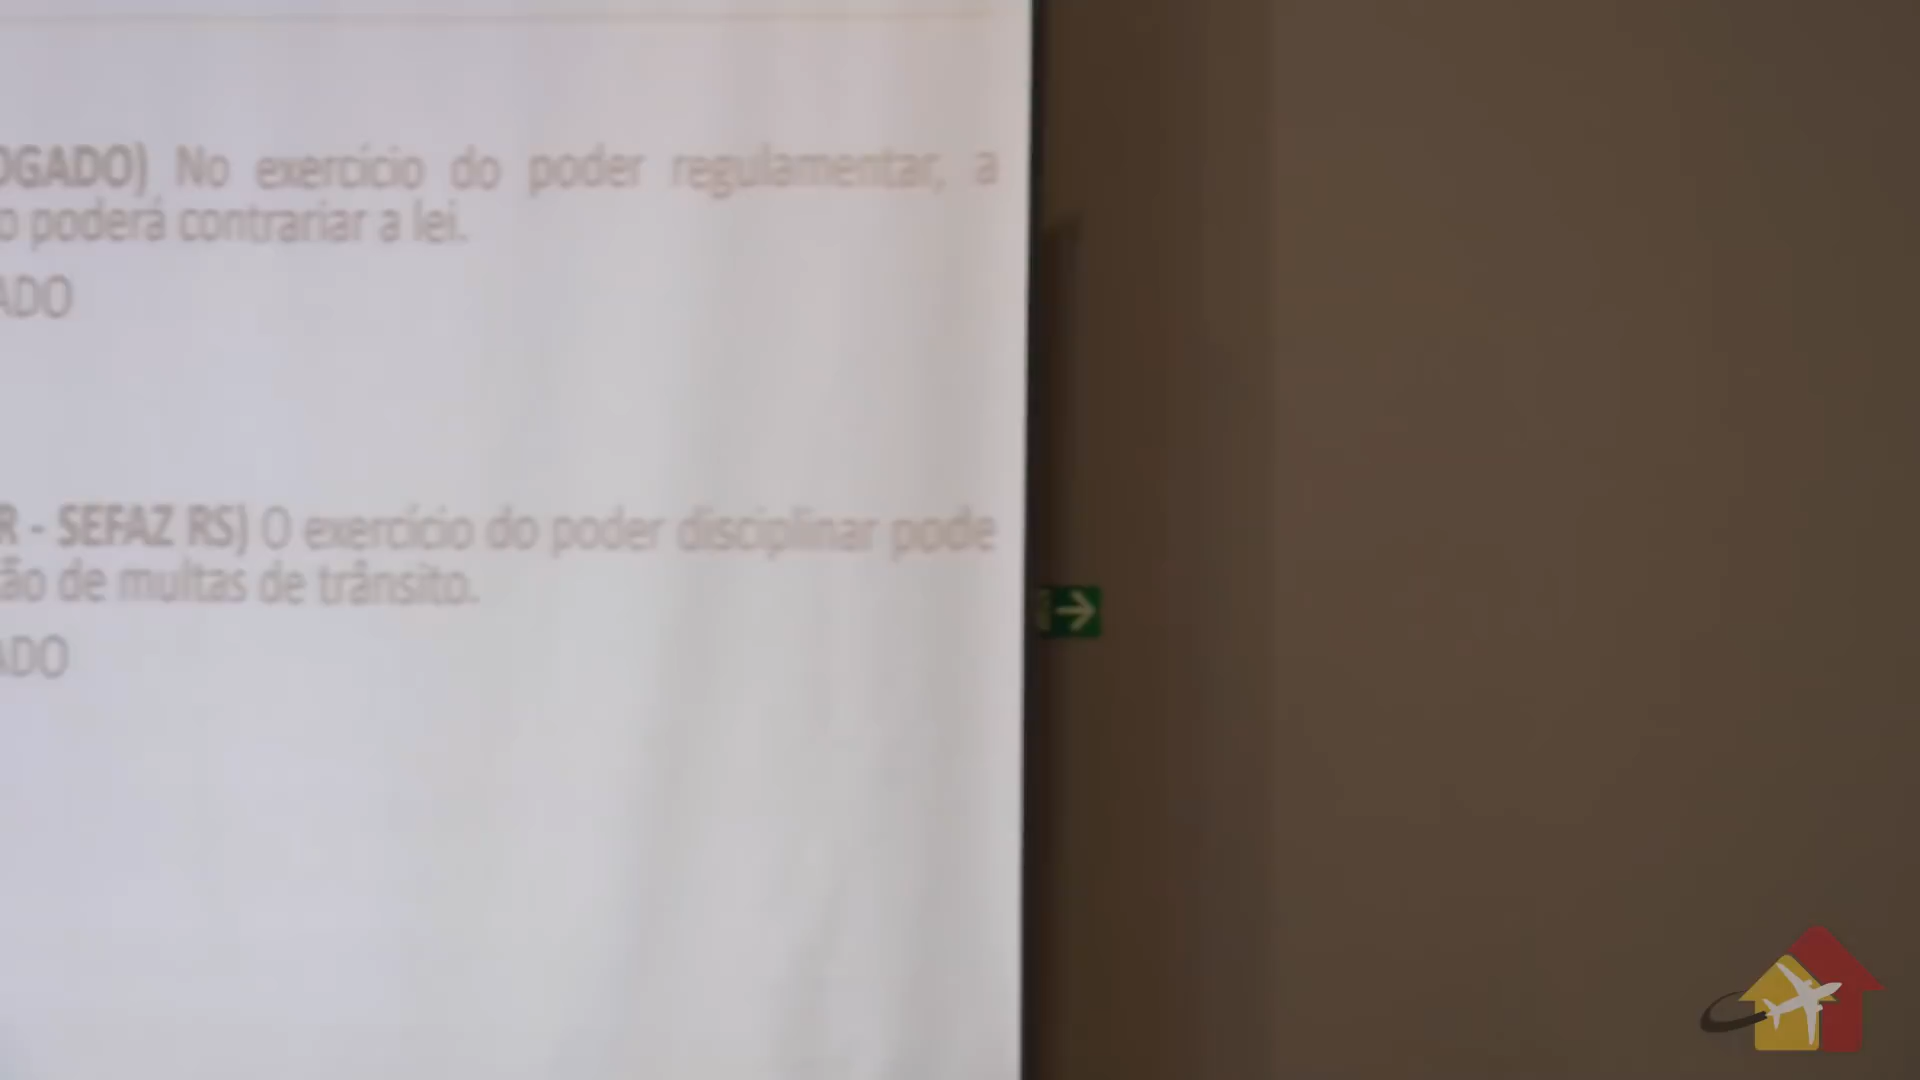 OGADO) No exercício do poder regulamentar, a
o poderá contrariar a lei.
ADO
R - SEFAZ RS) O exercício do poder disciplinar pode
ão de multas de trânsito.
ADO